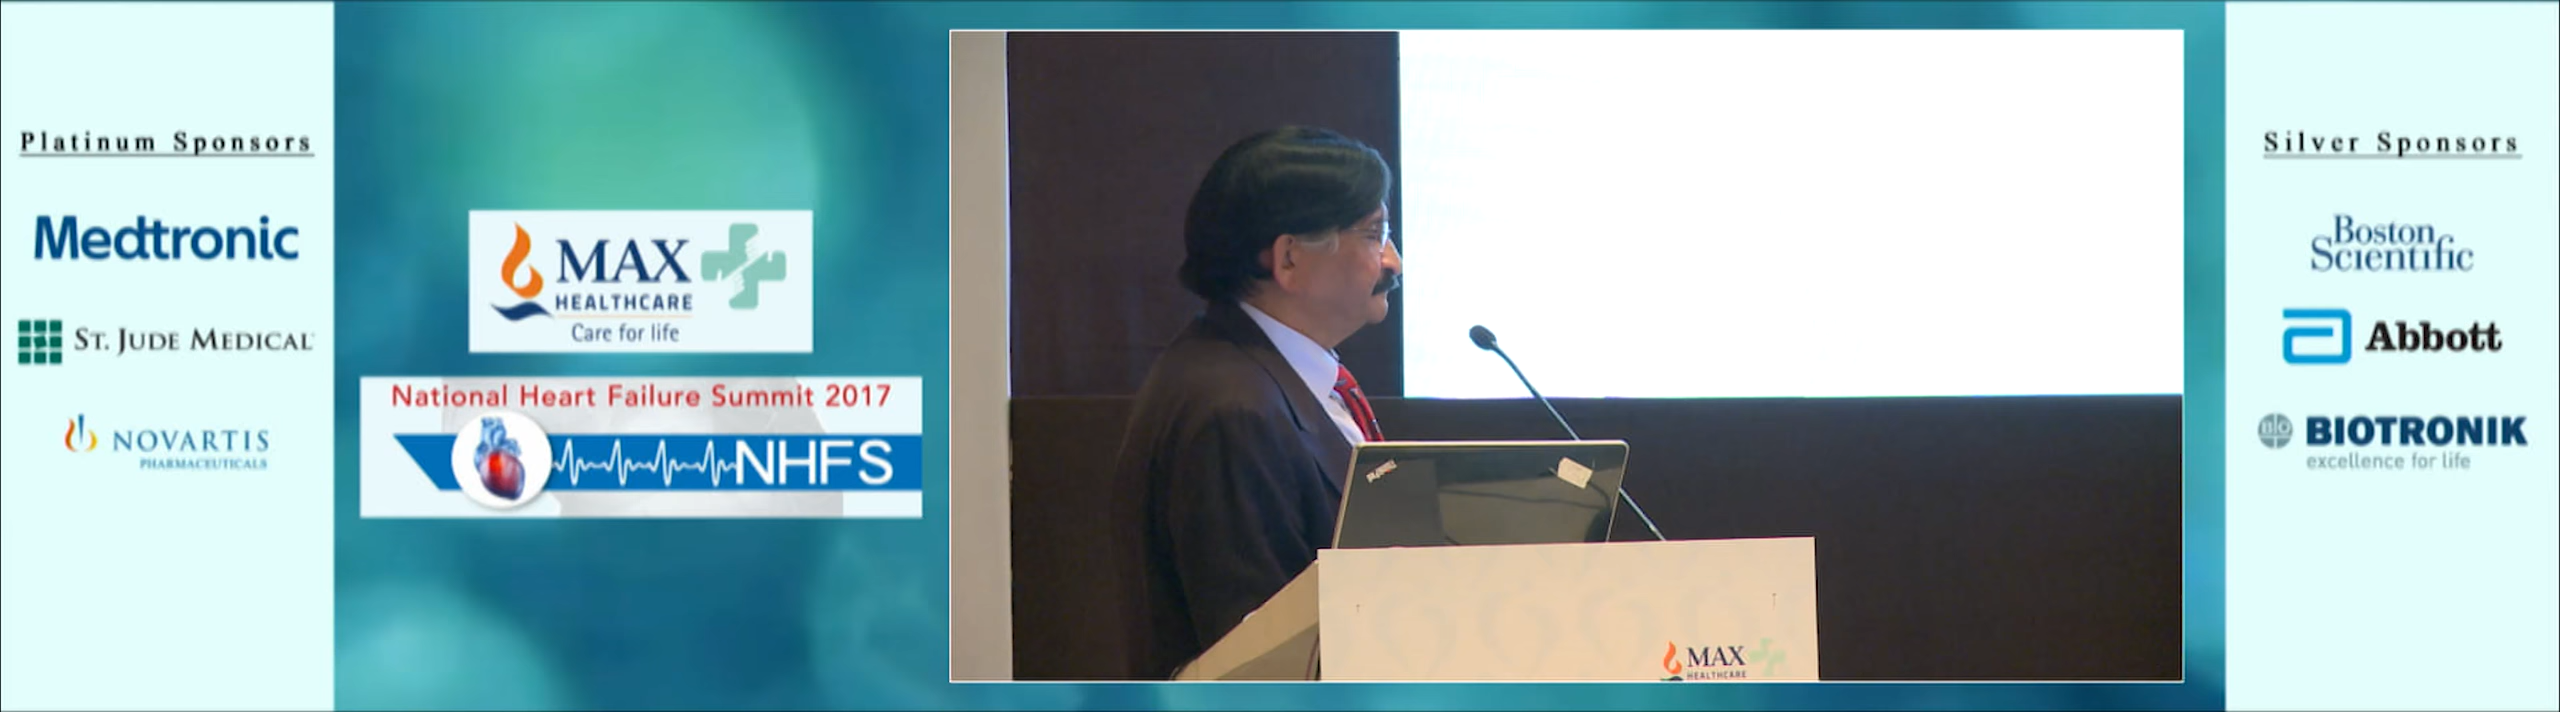 Platinum Sponsors
Medtronic
ST. JUDE MEDICAL
NOVARTIS
PHARMACEUTICALS
MAX
HEALTHCARE
Care for life
National Heart Failure Summit 2017
NHFS
MAX
HEALTHCARE
Silver Sponsors
Boston
Scientific
Abbott
BIO
BIOTRONIK
excellence for life